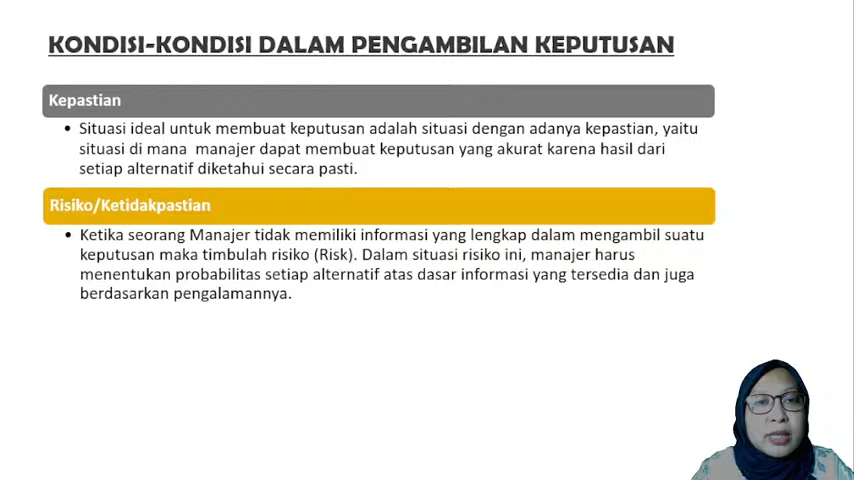 KONDISI-KONDISI DALAM PENGAMBILAN KEPUTUSAN
Kepastian
• Situasi ideal untuk membuat keputusan adalah situasi dengan adanya kepastian, yaitu
situasi di mana manajer dapat membuat keputusan yang akurat karena hasil dari
setiap alternatif diketahui secara pasti.
Risiko/Ketidakpastian
• Ketika seorang Manajer tidak memiliki informasi yang lengkap dalam mengambil suatu
keputusan maka timbulah risiko (Risk). Dalam situasi risiko ini, manajer harus
menentukan probabilitas setiap alternatif atas dasar informasi yang tersedia dan juga
berdasarkan pengalamannya.